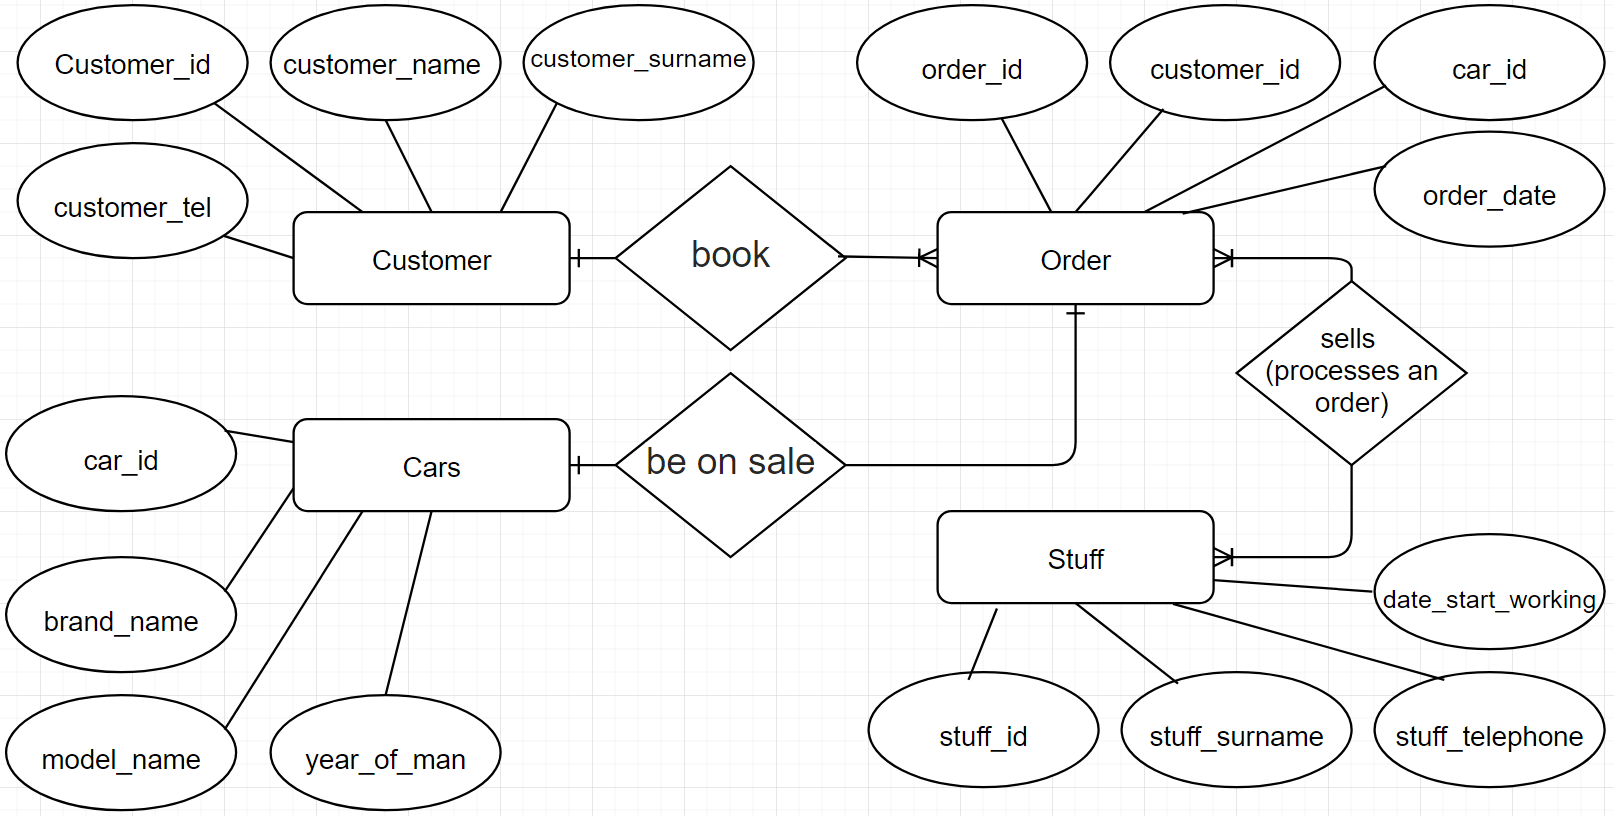 Customer_id
customer_name
customer_surname
order_id
customer_id
car_id
customer_tel
order_date
Customer
book
Order
sells
(processes an
order)
car_id
Cars
be on sale
Stuff
brand_name
date_start_working
model_name
year_of_man
stuff_id
stuff_surname
stuff_telephone